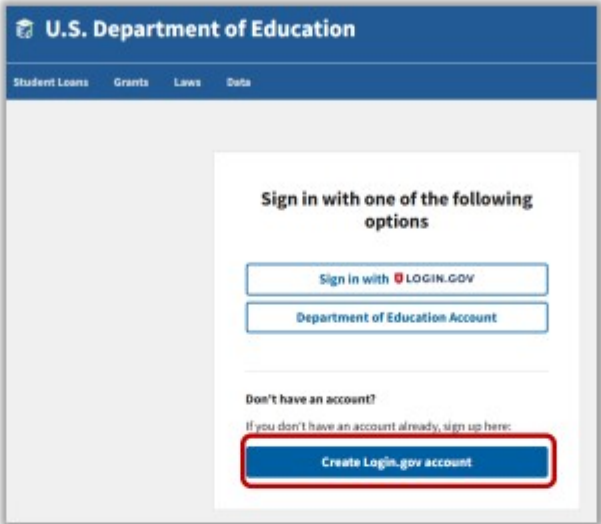 U.S. Department of Education
Student Loans Grants Laws Data
Sign in with one of the following
options
Sign in with LOGIN.GOV
Department of Education Account
Don't have an account?
If you don't have an account already, sign up here:
Create Login.gov account